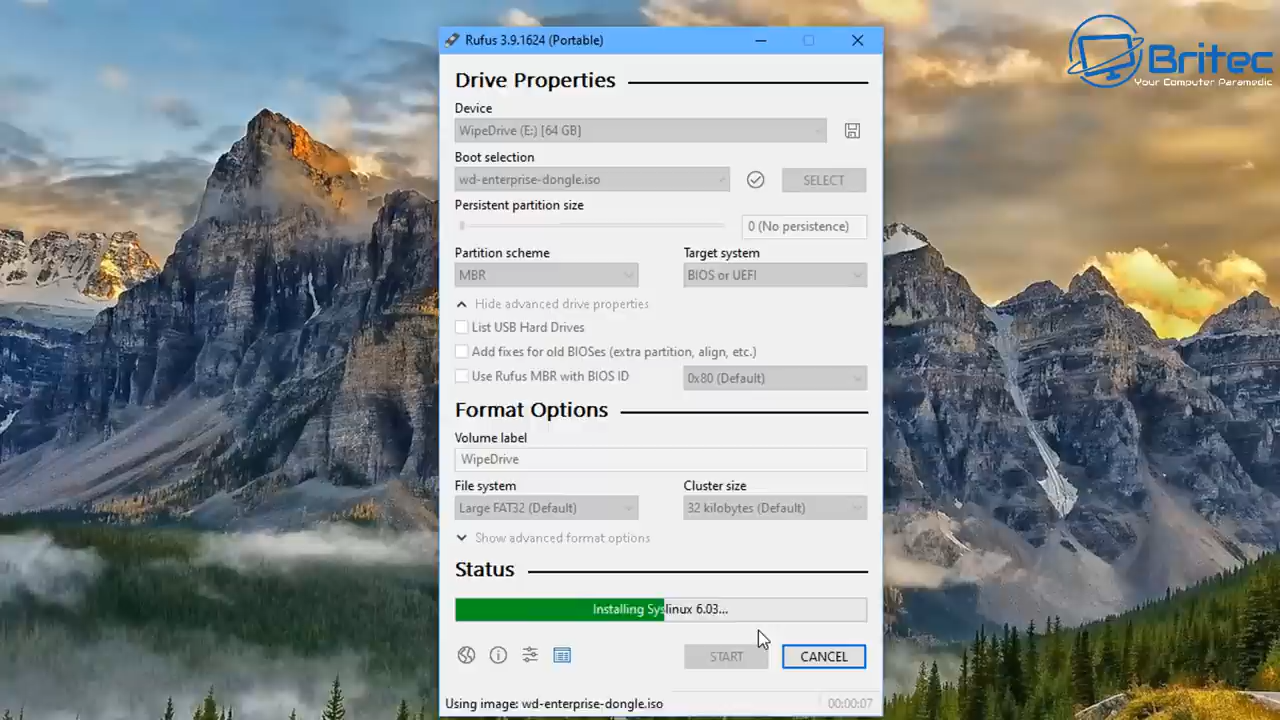 Rufus 3.9.1624 (Portable)
Britec
Your Computer Paramedic
Drive Properties
Device
WipeDrive (E:) [64 GB]
Boot selection
wd-enterprise-dongle.iso
SELECT
Persistent partition size
0 (No persistence)
Partition scheme
Target system
MBR
BIOS or UEFI
Hide advanced drive properties
List USB Hard Drives
Add fixes for old BIOSes (extra partition, align, etc.)
Use Rufus MBR with BIOS ID
0x80 (Default)
Format Options
Volume label
WipeDrive
File system
Cluster size
Large FAT32 (Default)
32 kilobytes (Default)
Show advanced format options
Status
Installing Syslinux 6.03...
START
CANCEL
Using image: wd-enterprise-dongle.iso
00:00:07